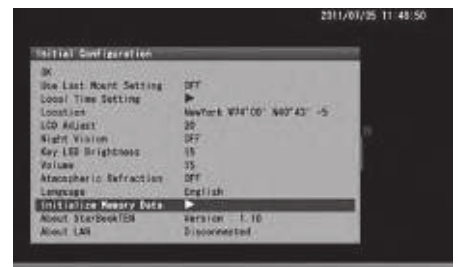 2011/07/25 11:48:50
Initial Configuration
OK
Use Last Mount Setting OFF
Local Time Setting ▶
Location NewYork W74°00' N40°43' -5
LCD Adjust 20
Night Vision OFF
Key LED Brightness 15
Volume 15
Atmospheric Refraction OFF
Language English
Initialize Memory Data ▶
About StarBookTEN Version 1.10
About LAN Disconnected